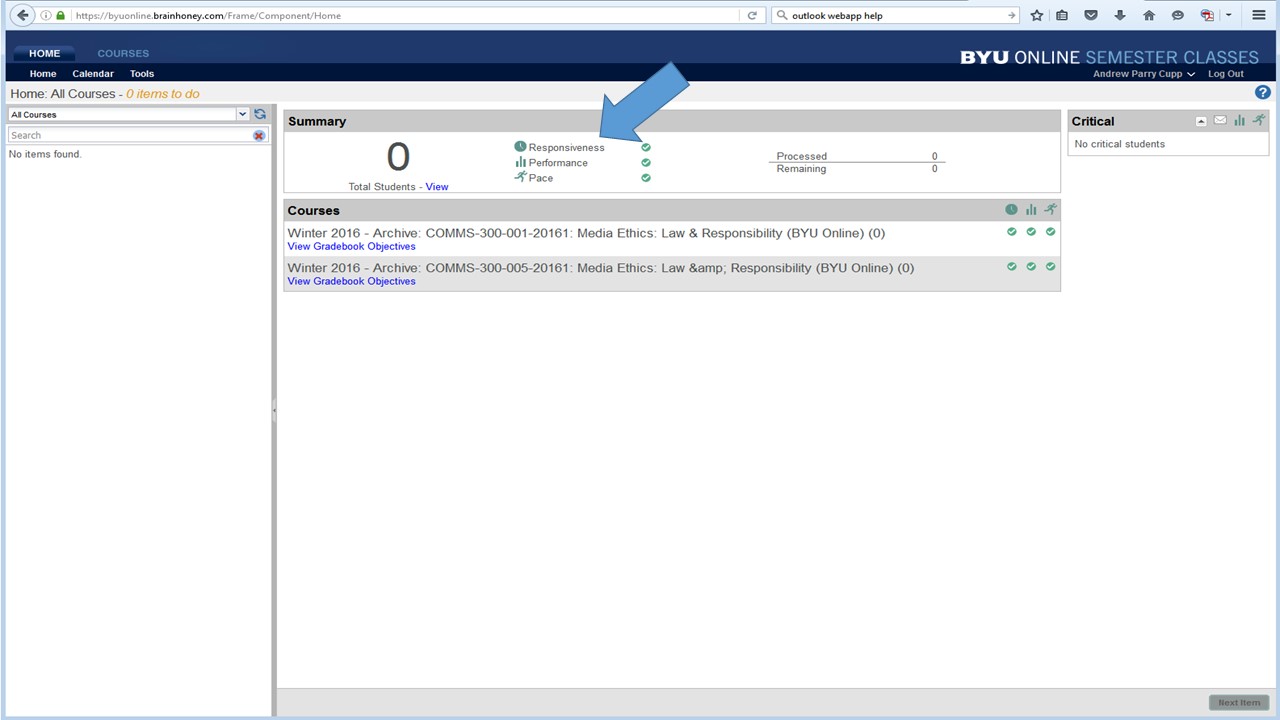 https://byuonline.brainhoney.com/Frame/Component/Home
outlook webapp help
HOME COURSES
BYU ONLINE SEMESTER CLASSES
Home Calendar Tools
Andrew Parry Cupp Log Out
Home: All Courses - 0 items to do
All Courses
Search
No items found.
Summary
0
Total Students - View
Responsiveness
Performance
Pace
Processed 0
Remaining 0
Critical
No critical students
Courses
Winter 2016 - Archive: COMMS-300-001-20161: Media Ethics: Law & Responsibility (BYU Online) (0)
View Gradebook Objectives
Winter 2016 - Archive: COMMS-300-005-20161: Media Ethics: Law &amp; Responsibility (BYU Online) (0)
View Gradebook Objectives
Next Item